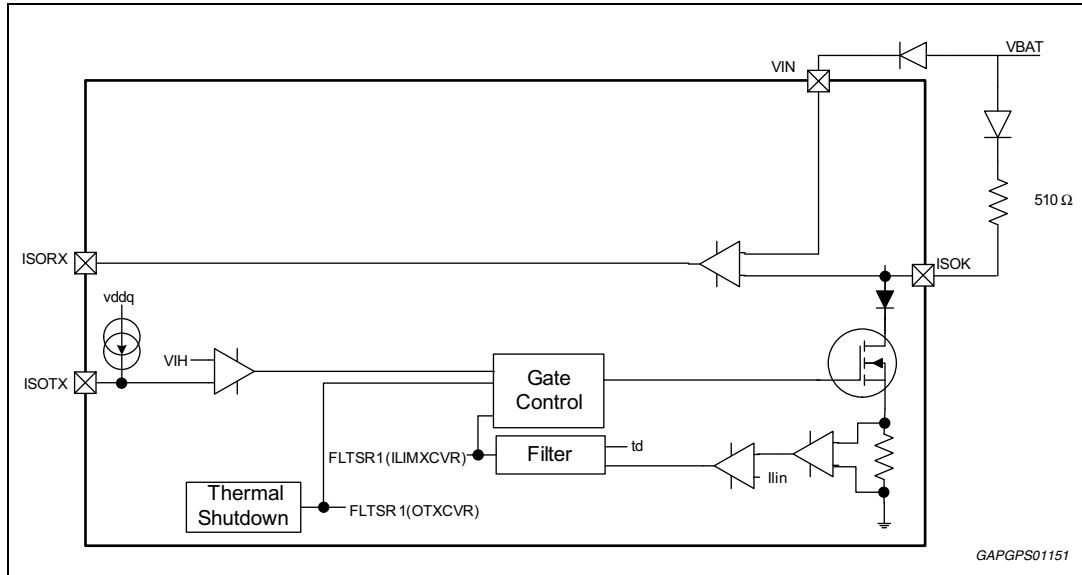 VBAT
VIN
510 Ω
ISORX
ISOK
vddq
VIH
ISOTX
Gate
Control
FLTSR1(ILIMXCVR)
Filter
td
Ilin
Thermal
Shutdown
FLTSR1(OTXCVR)
GAPGPS01151